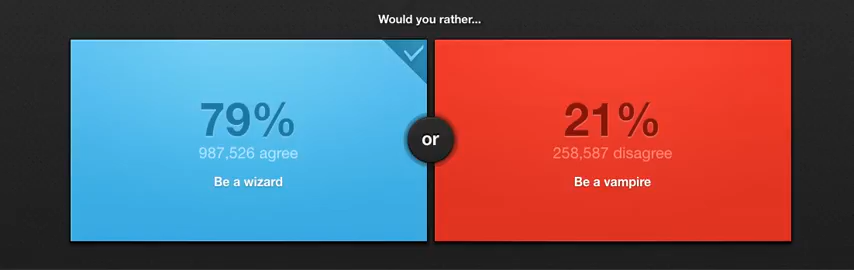 Would you rather...
79%
987,526 agree
Be a wizard
or
21%
258,587 disagree
Be a vampire